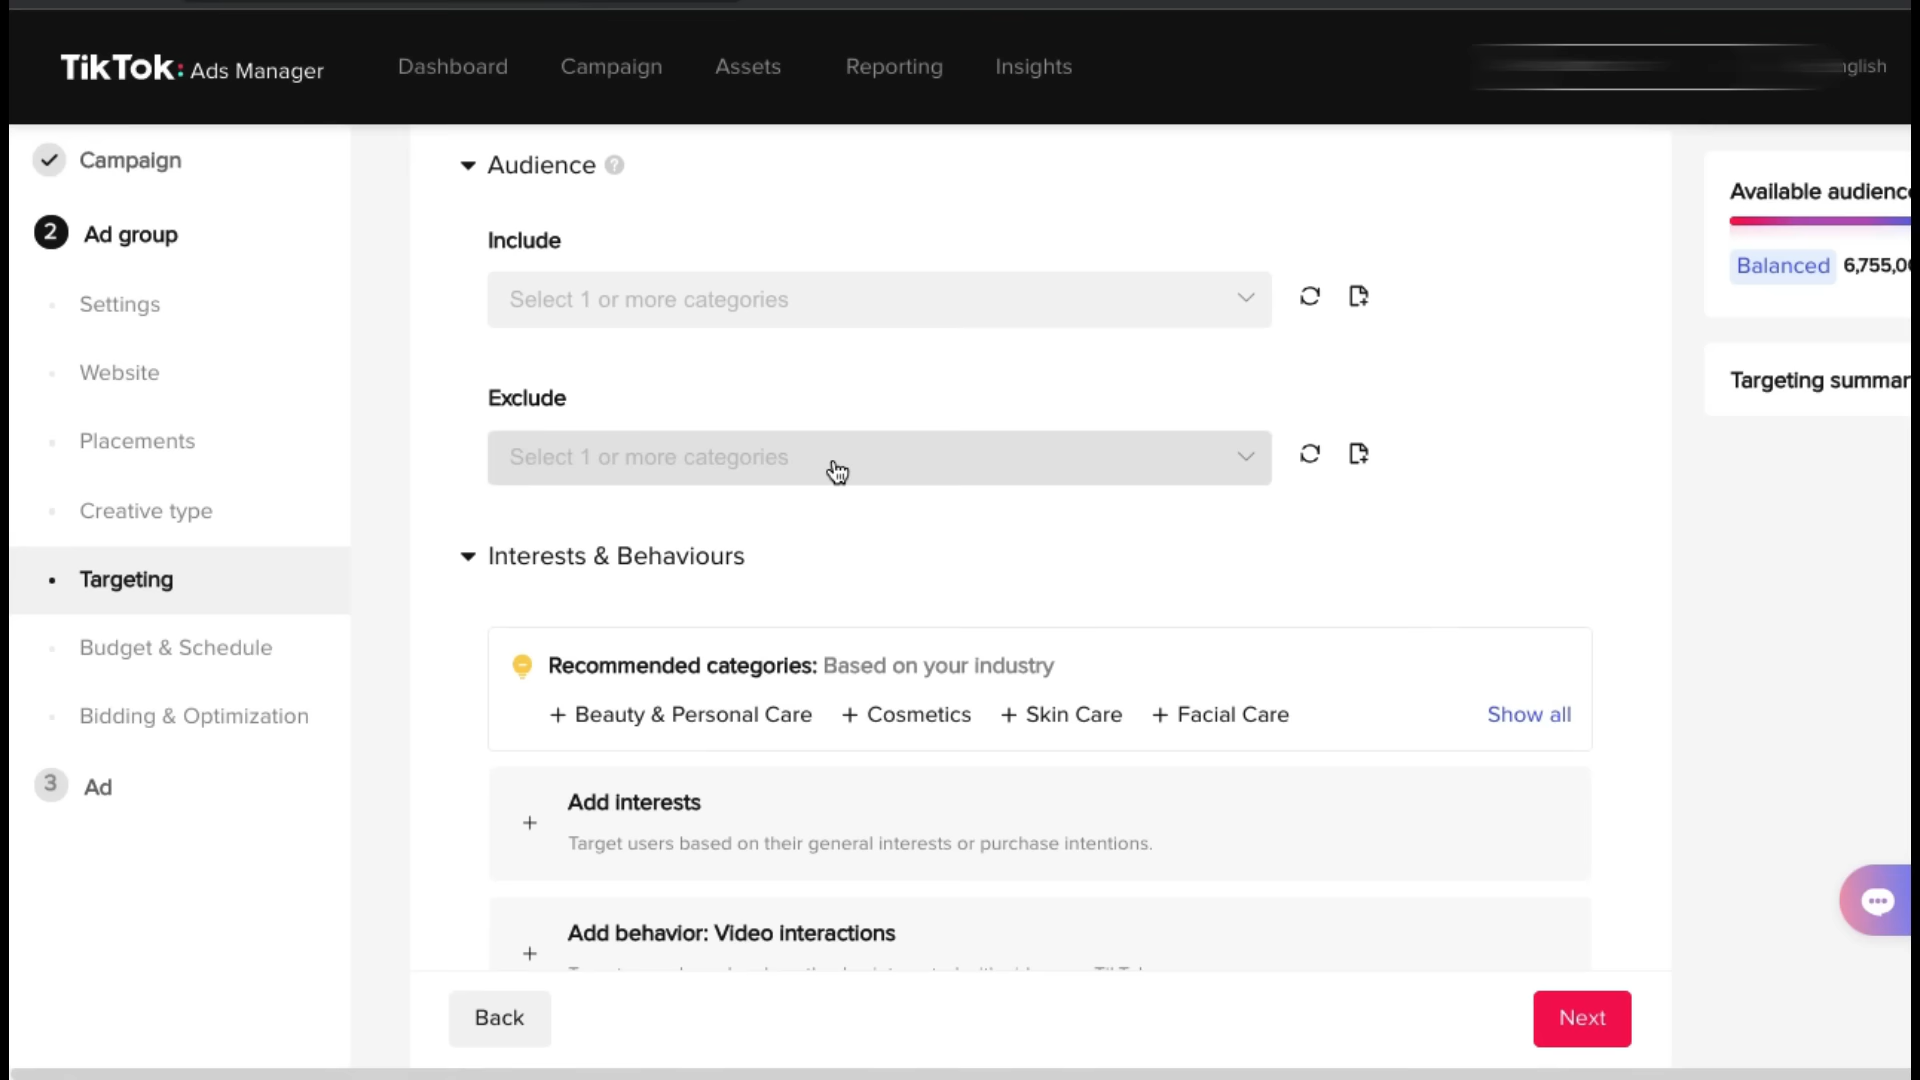 TikTok: Ads Manager Dashboard Campaign Assets Reporting Insights
Campaign
2 Ad group
Settings
Website
Placements
Creative type
Targeting
Budget & Schedule
Bidding & Optimization
3 Ad
Audience ?
Include
Select 1 or more categories
Exclude
Select 1 or more categories
Interests & Behaviours
Recommended categories: Based on your industry
+ Beauty & Personal Care + Cosmetics + Skin Care + Facial Care Show all
+ Add interests
Target users based on their general interests or purchase intentions.
+ Add behavior: Video interactions
Back Next
Available
Balanced
Targeting